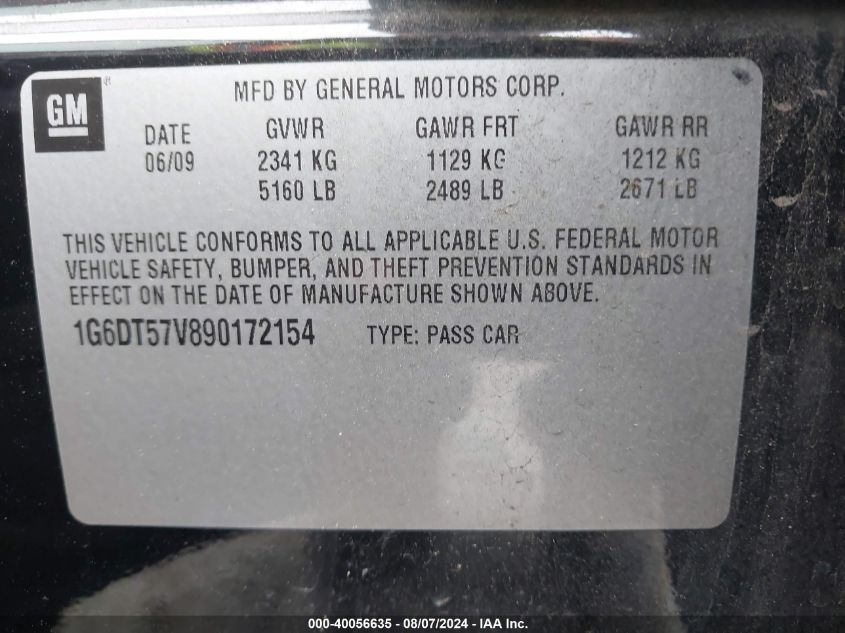 GM®
MFD BY GENERAL MOTORS CORP.
DATE GVWR GAWR FRT GAWR RR
06/09 2341 KG 1129 KG 1212 KG
5160 LB 2489 LB 2671 LB
THIS VEHICLE CONFORMS TO ALL APPLICABLE U.S. FEDERAL MOTOR
VEHICLE SAFETY, BUMPER, AND THEFT PREVENTION STANDARDS IN
EFFECT ON THE DATE OF MANUFACTURE SHOWN ABOVE.
1G6DT57V890172154 TYPE: PASS CAR
000-40056635 - 08/07/2024 - IAA Inc.